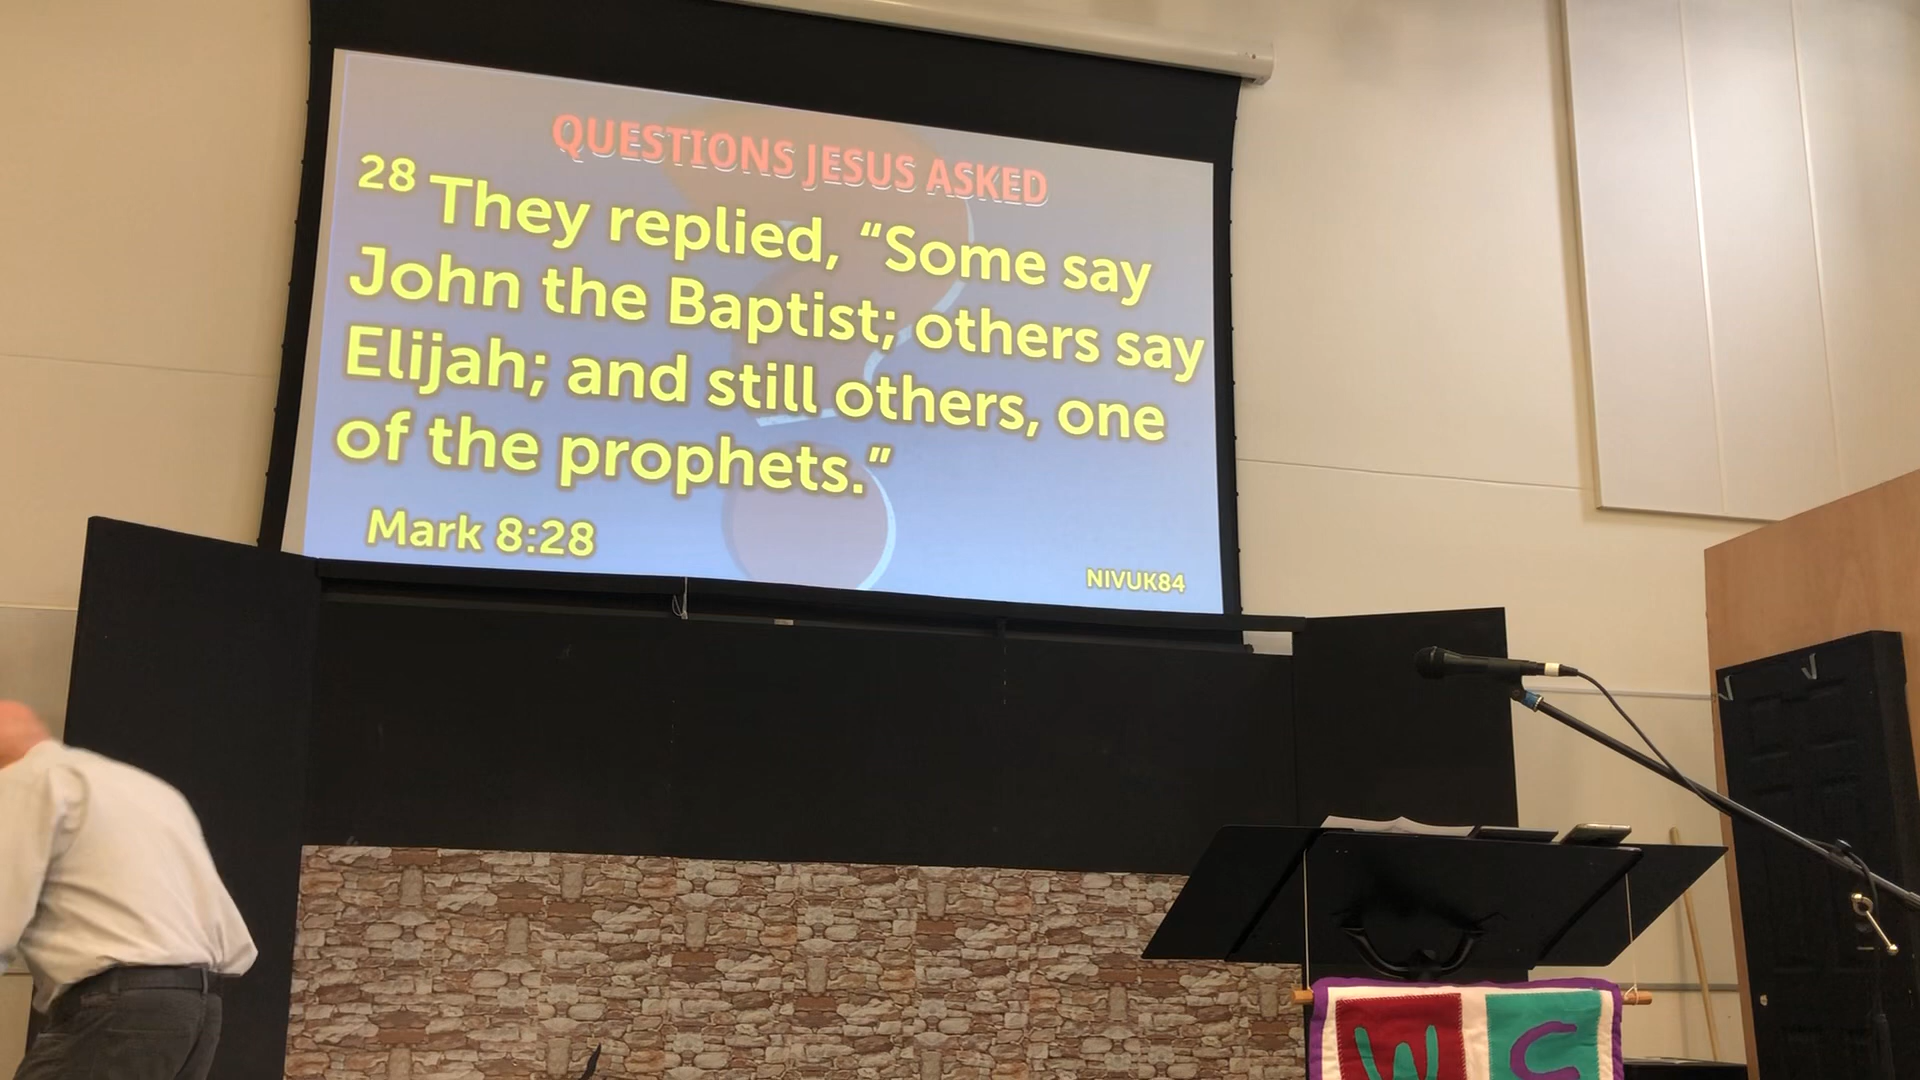 QUESTIONS JESUS ASKED
28 They replied, “Some say
John the Baptist; others say
Elijah; and still others, one
of the prophets.”
Mark 8:28
NIVUK84
W C